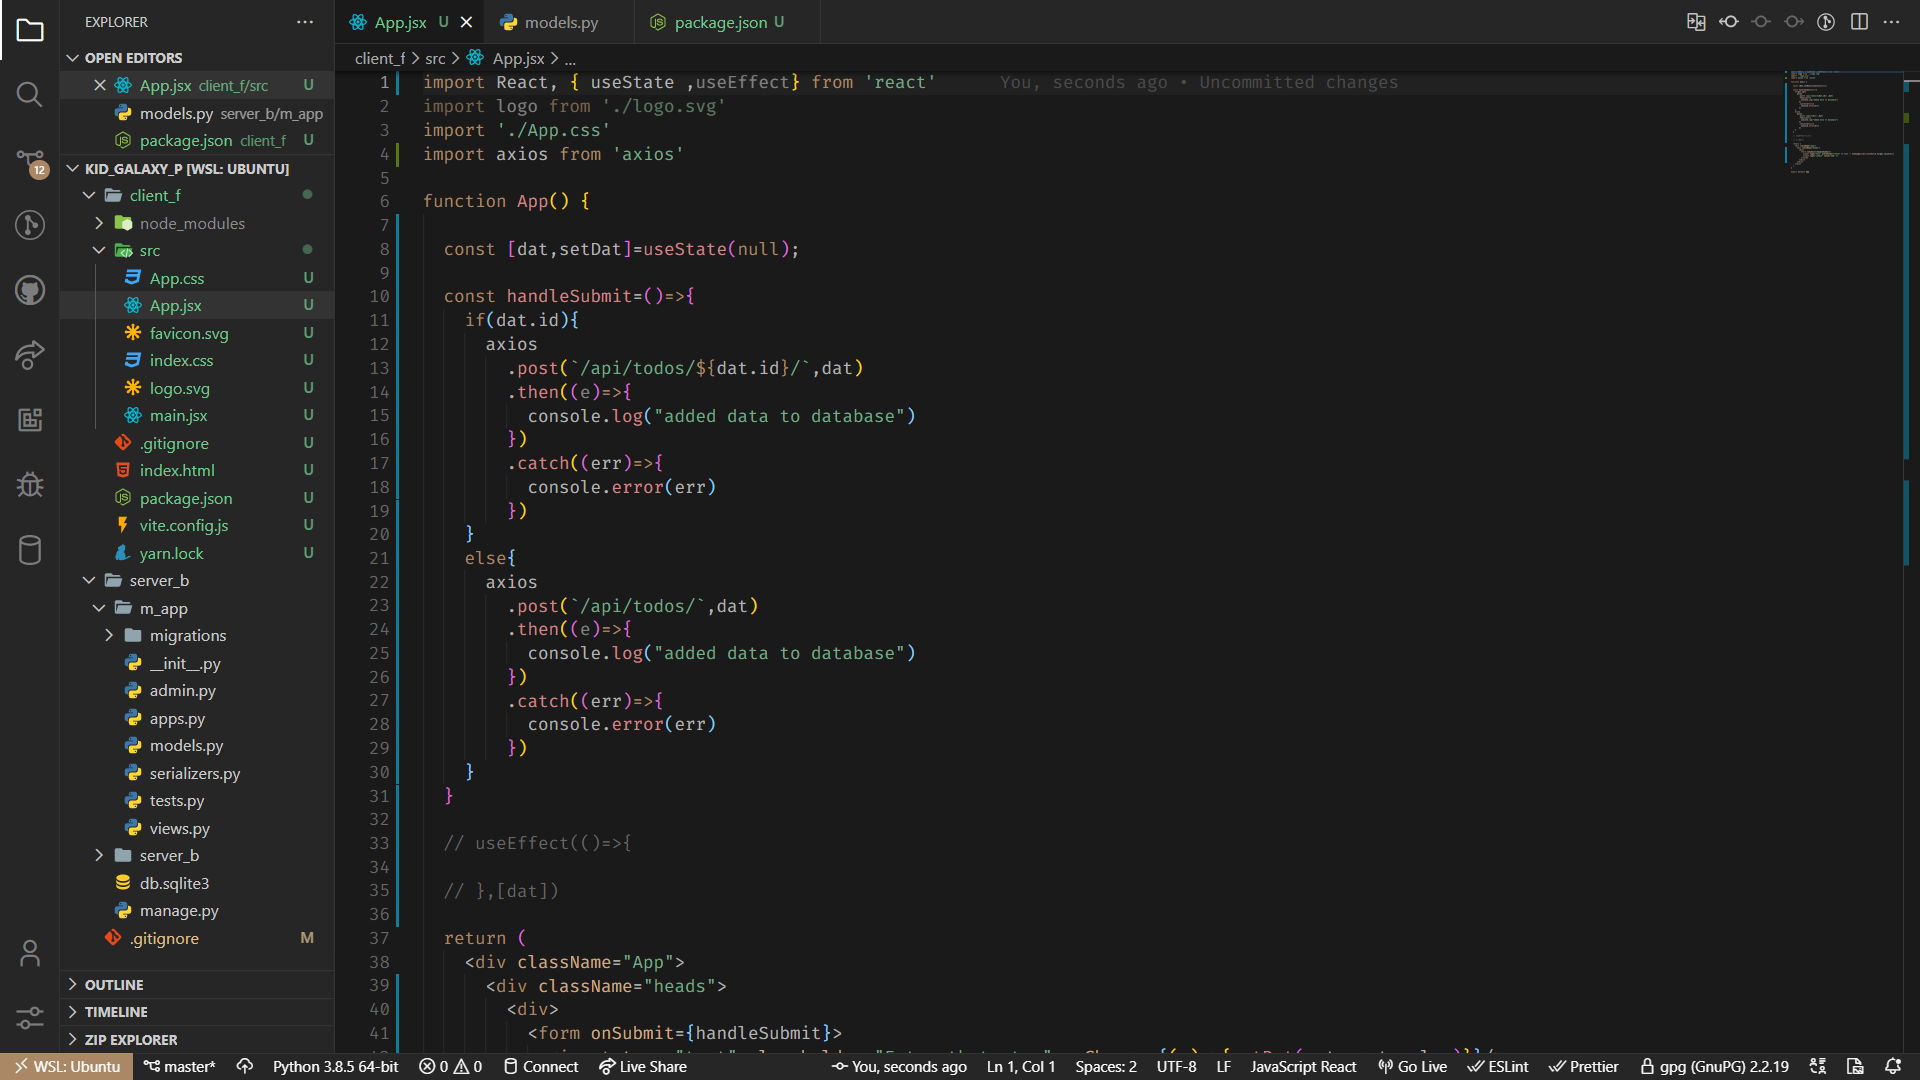 EXPLORER
OPEN EDITORS
App.jsx client_f/src U
models.py server_b/m_app
package.json client_f U
KID_GALAXY_P [WSL: UBUNTU]
client_f
node_modules
src
App.css U
App.jsx U
favicon.svg U
index.css U
logo.svg U
main.jsx U
.gitignore U
index.html U
package.json U
vite.config.js U
yarn.lock U
server_b
m_app
migrations
__init__.py
admin.py
apps.py
models.py
serializers.py
tests.py
views.py
server_b
db.sqlite3
manage.py
.gitignore M
OUTLINE
TIMELINE
ZIP EXPLORER
12
App.jsx U
models.py
package.json U
client_f > src > App.jsx > ...
1 import React, { useState ,useEffect} from 'react' You, seconds ago • Uncommitted changes
2 import logo from './logo.svg'
3 import './App.css'
4 import axios from 'axios'
5
6 function App() {
7
8 const [dat,setDat]=useState(null);
9
10 const handleSubmit=()=>{
11 if(dat.id){
12 axios
13 .post(`/api/todos/${dat.id}/`,dat)
14 .then((e)=>{
15 console.log("added data to database")
16 })
17 .catch((err)=>{
18 console.error(err)
19 })
20 }
21 else{
22 axios
23 .post(`/api/todos/`,dat)
24 .then((e)=>{
25 console.log("added data to database")
26 })
27 .catch((err)=>{
28 console.error(err)
29 })
30 }
31 }
32
33 // useEffect(()=>{
34
35 // },[dat])
36
37 return (
38 <div className="App">
39 <div className="heads">
40 <div>
41 <form onSubmit={handleSubmit}>
WSL: Ubuntu master* Python 3.8.5 64-bit 0 0 Connect Live Share You, seconds ago Ln 1, Col 1 Spaces: 2 UTF-8 LF JavaScript React Go Live ESLint Prettier gpg (GnuPG) 2.2.19